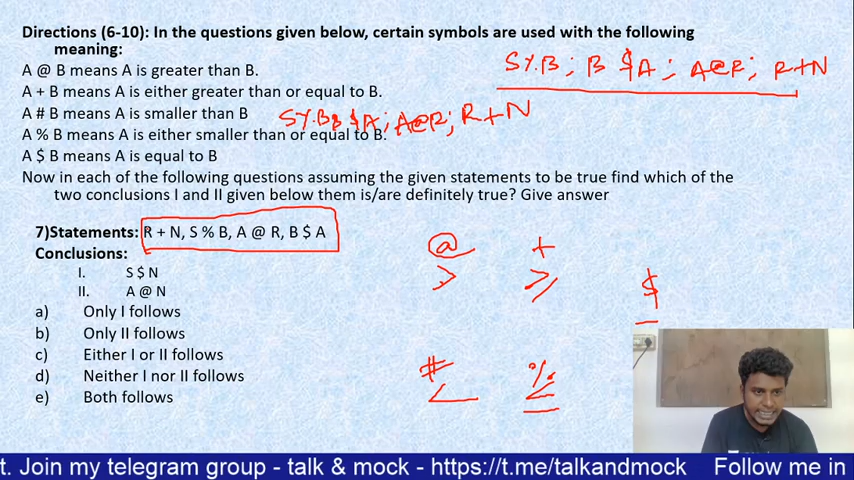 Directions (6-10): In the questions given below, certain symbols are used with the following
meaning:
S%B ; B $A ; A@R ; R+N
A @ B means A is greater than B.
A + B means A is either greater than or equal to B.
A # B means A is smaller than B
S%B; B $A; A@R; R+N
A % B means A is either smaller than or equal to B.
A $ B means A is equal to B
Now in each of the following questions assuming the given statements to be true find which of the
two conclusions I and II given below them is/are definitely true? Give answer
7)Statements: R + N, S % B, A @ R, B $ A
Conclusions:
I. S $ N
II. A @ N
a) Only I follows
b) Only II follows
c) Either I or II follows
d) Neither I nor II follows
e) Both follows
@ +
> ≥
$
# %
< ≤
t. Join my telegram group - talk & mock - https://t.me/talkandmock Follow me in